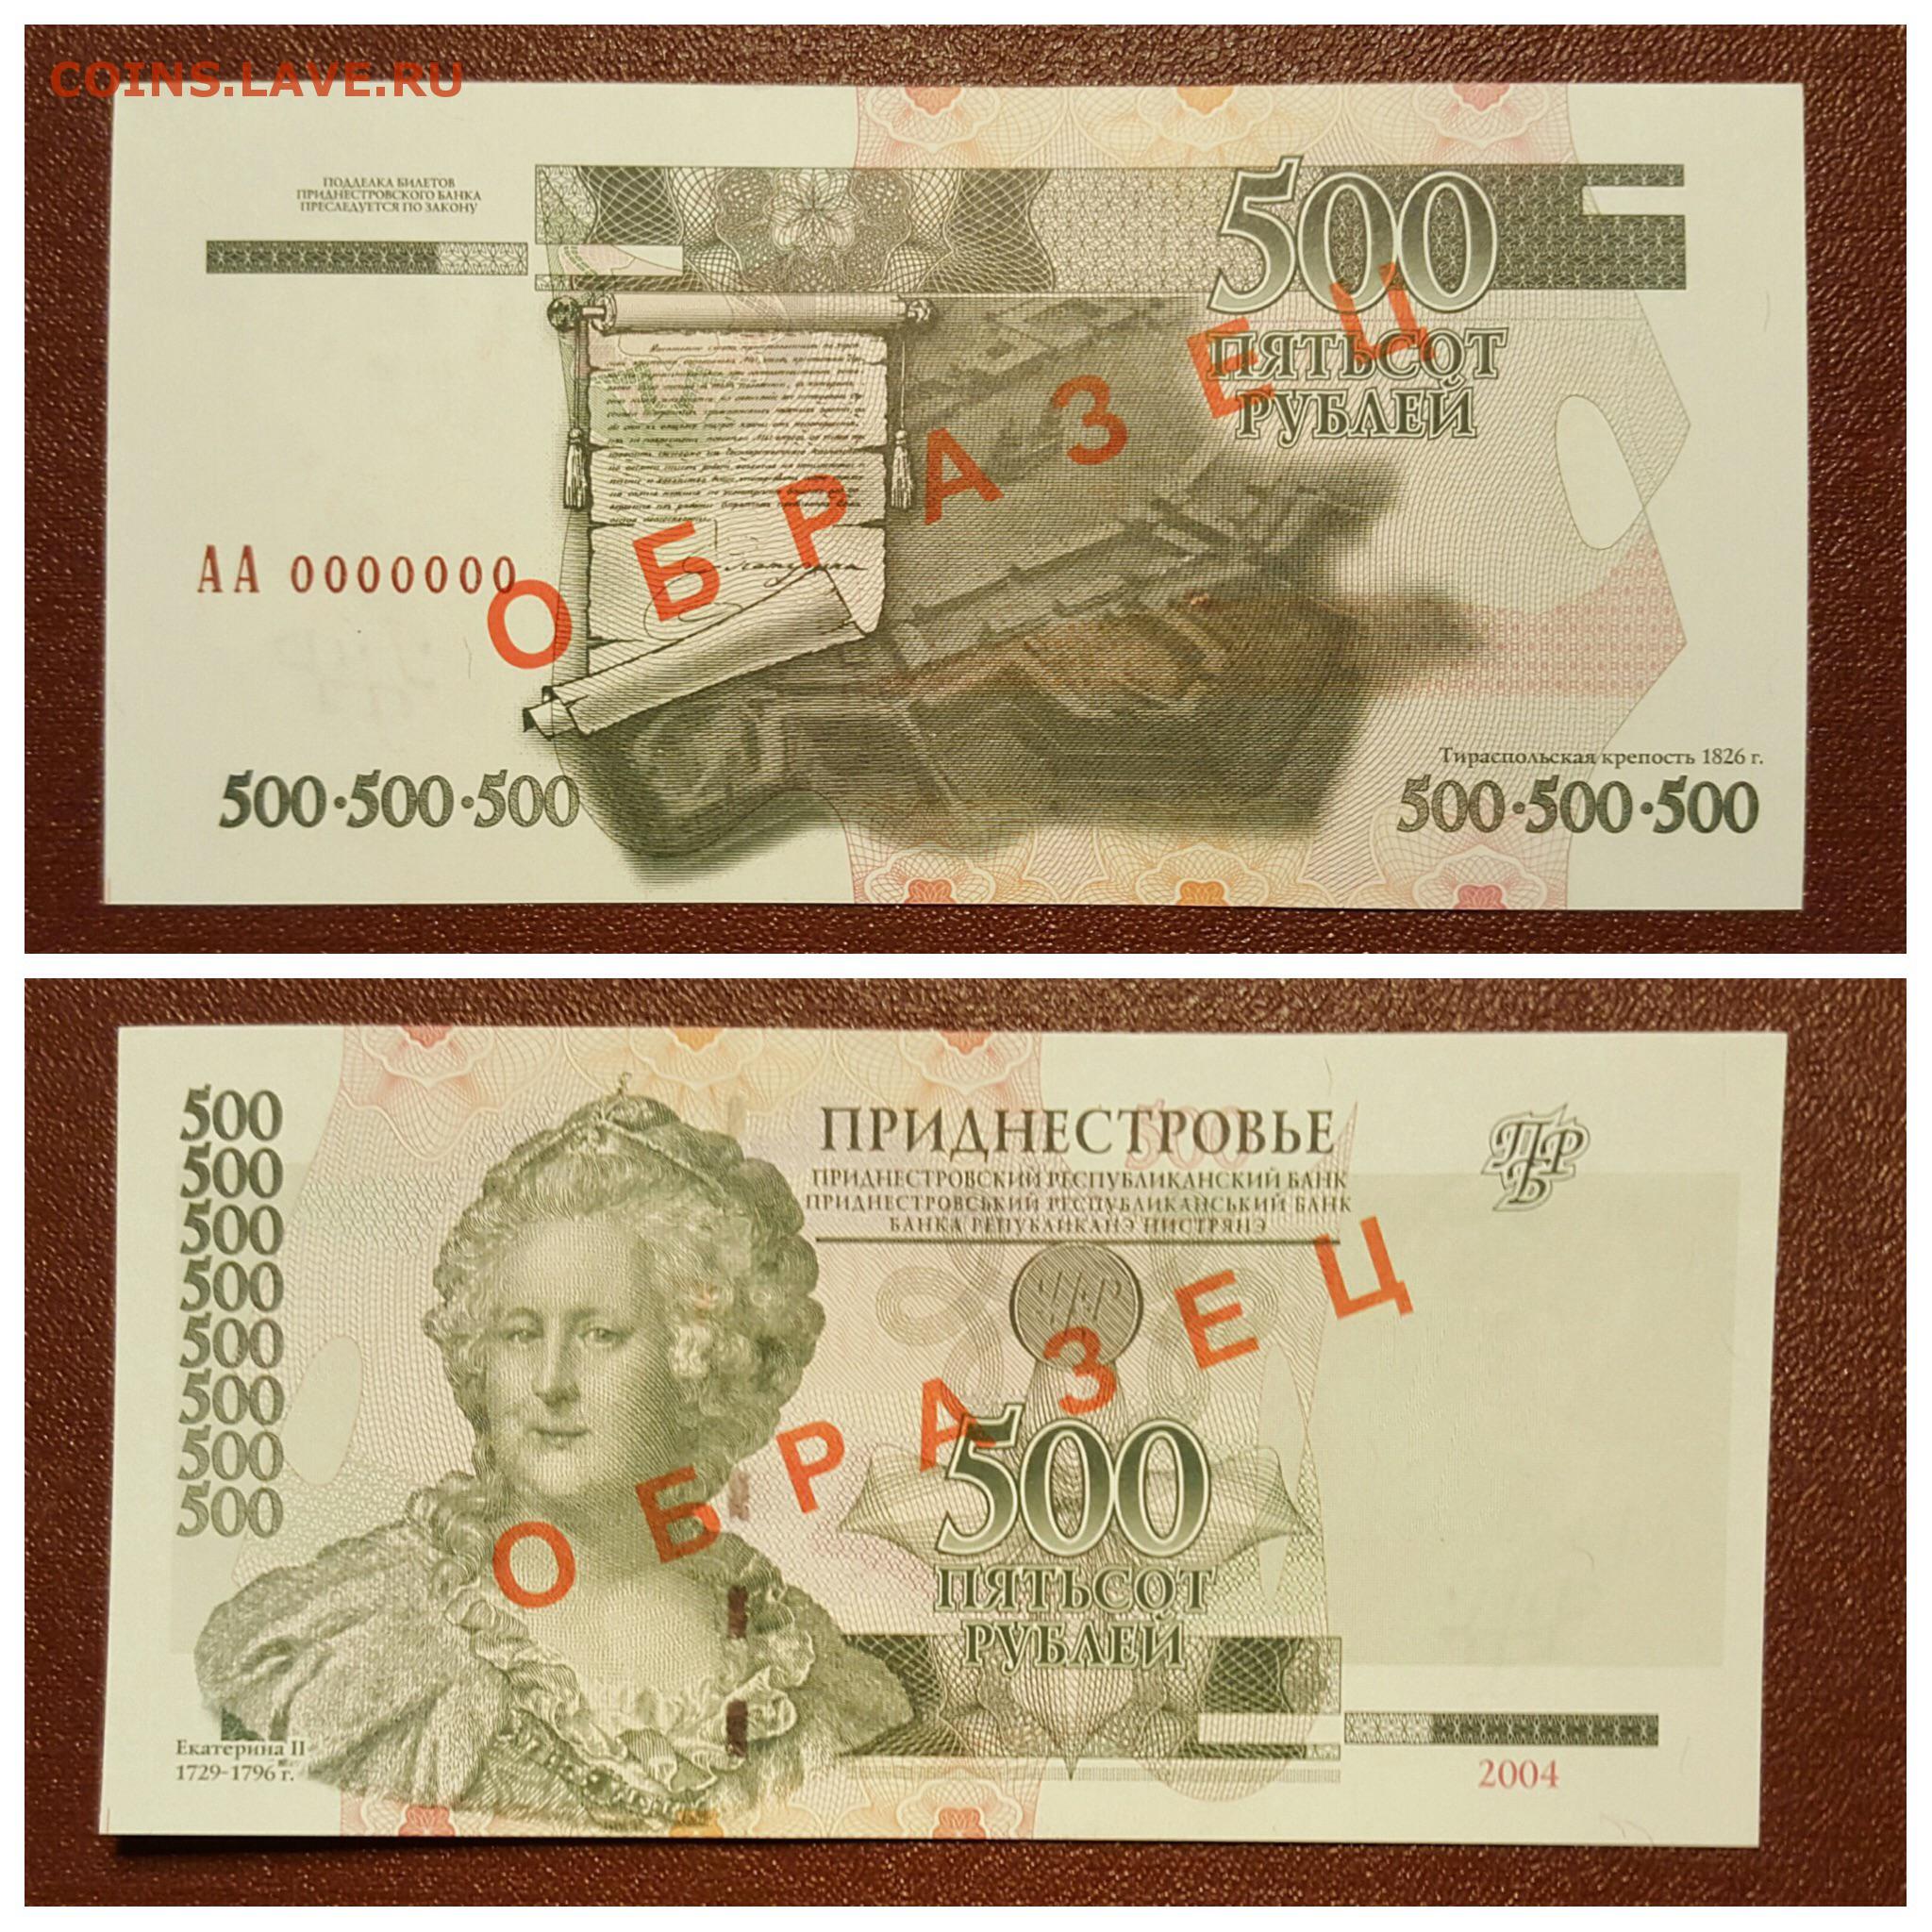 COINS.LAVE.RU
ПОДДЕЛКА БИЛЕТОВ
ПРИДНЕСТРОВСКОГО БАНКА
ПРЕСЛЕДУЕТСЯ ПО ЗАКОНУ
500
ПЯТЬСОТ
РУБЛЕЙ
ОБРАЗЕЦ
АА 0000000
Тираспольская крепость 1826 г.
500·500·500
500·500·500
500
500
500
500
500
500
500
500
ПРИДНЕСТРОВЬЕ
ПРИДНЕСТРОВСКИЙ РЕСПУБЛИКАНСКИЙ БАНК
ПРИДНЕСТРОВСЬКИЙ РЕСПУБЛИКАНСЬКИЙ БАНК
БАНКА РЕПУБЛИКАНЭ НИСТРЯНЭ
ПРБ
ОБРАЗЕЦ
500
ПЯТЬСОТ
РУБЛЕЙ
Екатерина II
1729-1796 г.
2004